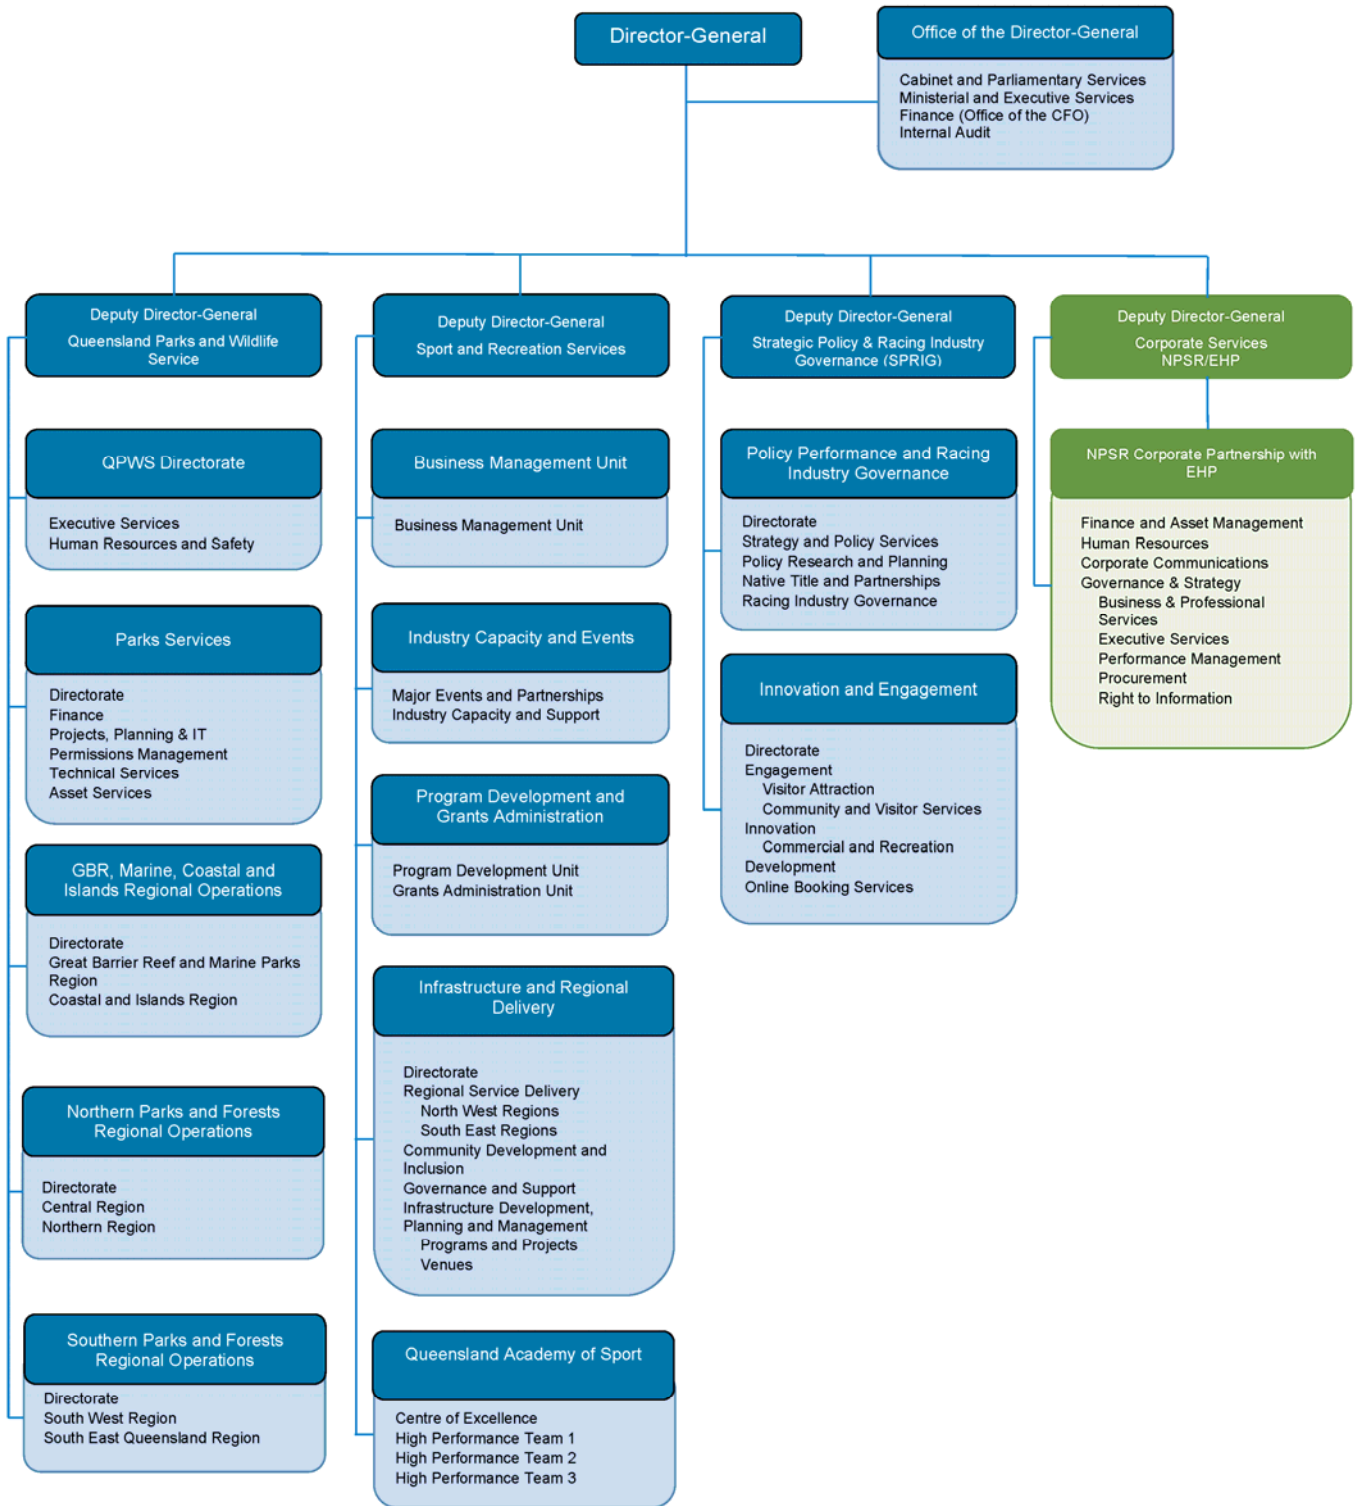 Director-General
Office of the Director-General
Cabinet and Parliamentary Services
Ministerial and Executive Services
Finance (Office of the CFO)
Internal Audit
Deputy Director-General
Queensland Parks and Wildlife
Service
QPWS Directorate
Executive Services
Human Resources and Safety
Parks Services
Directorate
Finance
Projects, Planning & IT
Permissions Management
Technical Services
Asset Services
GBR, Marine, Coastal and
Islands Regional Operations
Directorate
Great Barrier Reef and Marine Parks
Region
Coastal and Islands Region
Northern Parks and Forests
Regional Operations
Directorate
Central Region
Northern Region
Southern Parks and Forests
Regional Operations
Directorate
South West Region
South East Queensland Region
Deputy Director-General
Sport and Recreation Services
Business Management Unit
Business Management Unit
Industry Capacity and Events
Major Events and Partnerships
Industry Capacity and Support
Program Development and
Grants Administration
Program Development Unit
Grants Administration Unit
Infrastructure and Regional
Delivery
Directorate
Regional Service Delivery
North West Regions
South East Regions
Community Development and
Inclusion
Governance and Support
Infrastructure Development,
Planning and Management
Programs and Projects
Venues
Queensland Academy of Sport
Centre of Excellence
High Performance Team 1
High Performance Team 2
High Performance Team 3
Deputy Director-General
Strategic Policy & Racing Industry
Governance (SPRIG)
Policy Performance and Racing
Industry Governance
Directorate
Strategy and Policy Services
Policy Research and Planning
Native Title and Partnerships
Racing Industry Governance
Innovation and Engagement
Directorate
Engagement
Visitor Attraction
Community and Visitor Services
Innovation
Commercial and Recreation
Development
Online Booking Services
Deputy Director-General
Corporate Services
NPSR/EHP
NPSR Corporate Partnership with
EHP
Finance and Asset Management
Human Resources
Corporate Communications
Governance & Strategy
Business & Professional
Services
Executive Services
Performance Management
Procurement
Right to Information